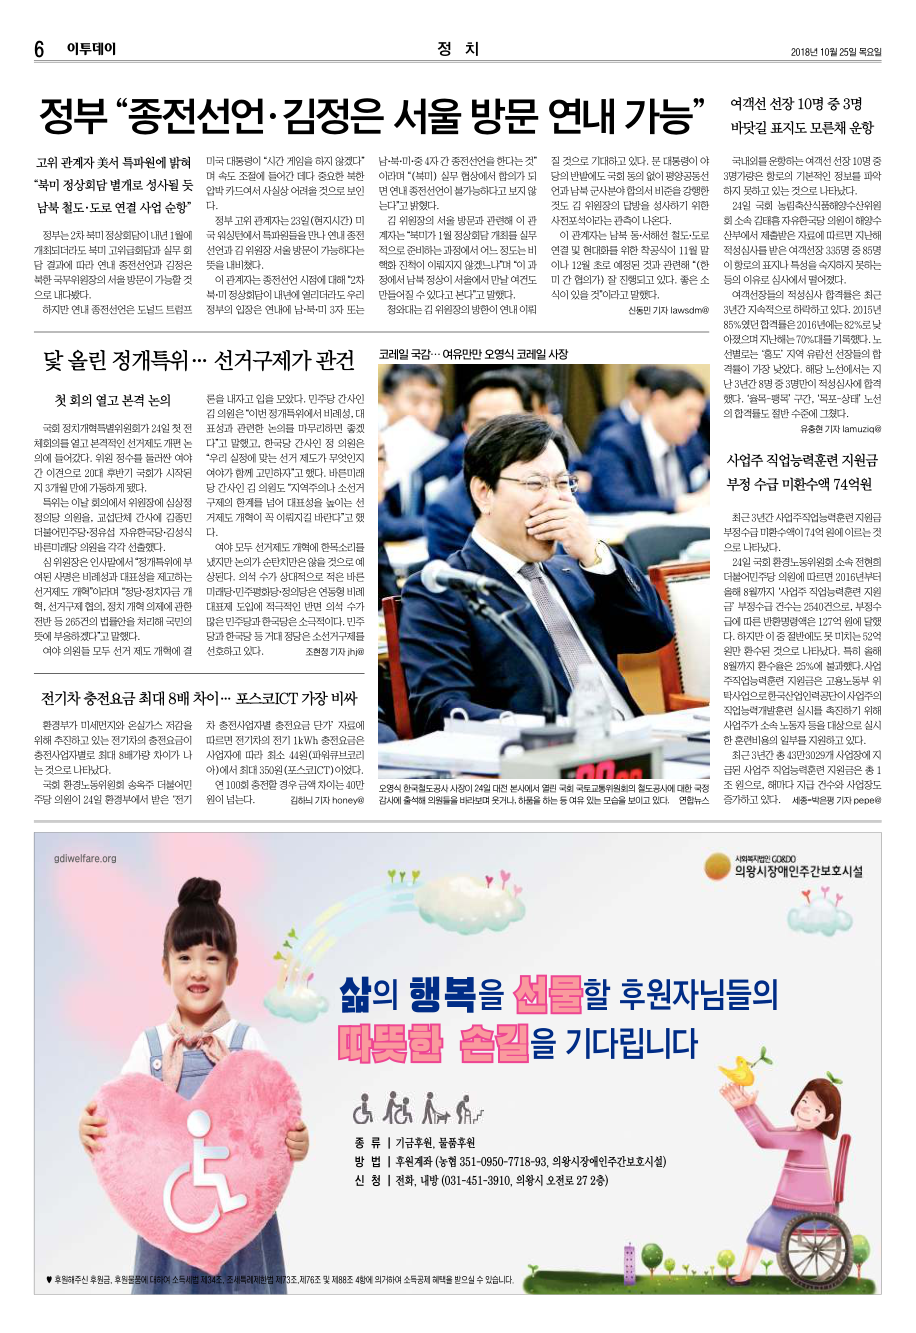 6 이투데이
정 치
2018년 10월 25일 목요일
정부 “종전선언·김정은 서울 방문 연내 가능”
고위 관계자 美서 특파원에 밝혀
“북미 정상회담 별개로 성사될 듯
남북 철도·도로 연결 사업 순항”
정부는 2차 북미 정상회담이 내년 1월에
개최되더라도 북미 고위급회담과 실무 회
담 결과에 따라 연내 종전선언과 김정은
북한 국무위원장의 서울 방문이 가능할 것
으로 내다봤다.
하지만 연내 종전선언은 도널드 트럼프
미국 대통령이 “시간 게임을 하지 않겠다”
며 속도 조절에 들어간 데다 중요한 북한
압박 카드여서 사실상 어려울 것으로 보인
다.
정부 고위 관계자는 23일(현지시간) 미
국 워싱턴에서 특파원들을 만나 연내 종전
선언과 김 위원장 서울 방문이 가능하다는
뜻을 내비쳤다.
이 관계자는 종전선언 시점에 대해 “2차
북·미 정상회담이 내년에 열리더라도 우리
정부의 입장은 연내에 남·북·미 3자 또는
남·북·미·중 4자 간 종전선언을 한다는 것”
이라며 “(북미) 실무 협상에서 합의가 되
면 연내 종전선언이 불가능하다고 보지 않
는다”고 밝혔다.
김 위원장의 서울 방문과 관련해 이 관
계자는 “북미가 1월 정상회담 개최를 실무
적으로 준비하는 과정에서 어느 정도는 비
핵화 진척이 이뤄지지 않겠느냐”며 “이 과
정에서 남북 정상이 서울에서 만날 여건도
만들어질 수 있다고 본다”고 말했다.
청와대는 김 위원장의 방한이 연내 이뤄
질 것으로 기대하고 있다. 문 대통령이 야
당의 반발에도 국회 동의 없이 평양공동선
언과 남북 군사분야 합의서 비준을 강행한
것도 김 위원장의 답방을 성사하기 위한
사전포석이라는 관측이 나온다.
이 관계자는 남북 동·서해선 철도·도로
연결 및 현대화를 위한 착공식이 11월 말
이나 12월 초로 예정된 것과 관련해 “(한
미 간 협의가) 잘 진행되고 있다. 좋은 소
식이 있을 것”이라고 말했다.
신동민 기자 lawsdm@
닻 올린 정개특위… 선거구제가 관건
첫 회의 열고 본격 논의
국회 정치개혁특별위원회가 24일 첫 전
체회의를 열고 본격적인 선거제도 개편 논
의에 들어갔다. 위원 정수를 둘러싼 여야
간 이견으로 20대 후반기 국회가 시작된
지 3개월 만에 가동하게 됐다.
특위는 이날 회의에서 위원장에 심상정
정의당 의원을, 교섭단체 간사에 김종민
더불어민주당·정유섭 자유한국당·김성식
바른미래당 의원을 각각 선출했다.
심 위원장은 인사말에서 “정개특위에 부
여된 사명은 비례성과 대표성을 제고하는
선거제도 개혁”이라며 “정당·정치자금 개
혁, 선거구제 협의, 정치 개혁 의제에 관한
전반 등 265건의 법률안을 처리해 국민의
뜻에 부응하겠다”고 말했다.
여야 의원들 모두 선거 제도 개혁에 결
론을 내자고 입을 모았다. 민주당 간사인
김 의원은 “이번 정개특위에서 비례성, 대
표성과 관련한 논의를 마무리하면 좋겠
다”고 말했고, 한국당 간사인 정 의원은
“우리 실정에 맞는 선거 제도가 무엇인지
여야가 함께 고민하자”고 했다. 바른미래
당 간사인 김 의원도 “지역주의나 소선거
구제의 한계를 넘어 대표성을 높이는 선
거제도 개혁이 꼭 이뤄지길 바란다”고 했
다.
여야 모두 선거제도 개혁에 한목소리를
냈지만 논의가 순탄치만은 않을 것으로 예
상된다. 의석 수가 상대적으로 적은 바른
미래당·민주평화당·정의당은 연동형 비례
대표제 도입에 적극적인 반면 의석 수가
많은 민주당과 한국당은 소극적이다. 민주
당과 한국당 등 거대 정당은 소선거구제를
선호하고 있다. 조현정 기자 jhj@
코레일 국감… 여유만만 오영식 코레일 사장
오영식 한국철도공사 사장이 24일 대전 본사에서 열린 국회 국토교통위원회의 철도공사에 대한 국정
감사에 출석해 의원들을 바라보며 웃거나, 하품을 하는 등 여유 있는 모습을 보이고 있다. 연합뉴스
전기차 충전요금 최대 8배 차이… 포스코ICT 가장 비싸
환경부가 미세먼지와 온실가스 저감을
위해 추진하고 있는 전기차의 충전요금이
충전사업자별로 최대 8배가량 차이가 나
는 것으로 나타났다.
국회 환경노동위원회 송옥주 더불어민
주당 의원이 24일 환경부에서 받은 ‘전기
차 충전사업자별 충전요금 단가’ 자료에
따르면 전기차의 전기 1kWh 충전요금은
사업자에 따라 최소 44원(파워큐브코리
아)에서 최대 350원(포스코ICT)이었다.
연 100회 충전할 경우 금액 차이는 40만
원이 넘는다. 김하늬 기자 honey@
여객선 선장 10명 중 3명
바닷길 표지도 모른채 운항
국내외를 운항하는 여객선 선장 10명 중
3명가량은 항로의 기본적인 정보를 파악
하지 못하고 있는 것으로 나타났다.
24일 국회 농림축산식품해양수산위원
회 소속 김태흠 자유한국당 의원이 해양수
산부에서 제출받은 자료에 따르면 지난해
적성심사를 받은 여객선장 335명 중 85명
이 항로의 표지나 특성을 숙지하지 못하는
등의 이유로 심사에서 떨어졌다.
여객선장들의 적성심사 합격률은 최근
3년간 지속적으로 하락하고 있다. 2015년
85%였던 합격률은 2016년에는 82%로 낮
아졌으며 지난해는 70%대를 기록했다. 노
선별로는 ‘홍도’ 지역 유람선 선장들의 합
격률이 가장 낮았다. 해당 노선에서는 지
난 3년간 8명 중 3명만이 적성심사에 합격
했다. ‘율목-팽목’ 구간, ‘목포-상태’ 노선
의 합격률도 절반 수준에 그쳤다.
유충현 기자 lamuziq@
사업주 직업능력훈련 지원금
부정 수급 미환수액 74억원
최근 3년간 사업주직업능력훈련 지원금
부정수급 미환수액이 74억 원에 이르는 것
으로 나타났다.
24일 국회 환경노동위원회 소속 전현희
더불어민주당 의원에 따르면 2016년부터
올해 8월까지 ‘사업주 직업능력훈련 지원
금’ 부정수급 건수는 2540건으로, 부정수
급에 따른 반환명령액은 127억 원에 달했
다. 하지만 이 중 절반에도 못 미치는 52억
원만 환수된 것으로 나타났다. 특히 올해
8월까지 환수율은 25%에 불과했다. 사업
주직업능력훈련 지원금은 고용노동부 위
탁사업으로 한국산업인력공단이 사업주의
직업능력개발훈련 실시를 촉진하기 위해
사업주가 소속 노동자 등을 대상으로 실시
한 훈련비용의 일부를 지원하고 있다.
최근 3년간 총 43만3029개 사업장에 지
급된 사업주 직업능력훈련 지원금은 총 1
조 원으로, 해마다 지급 건수와 사업장도
증가하고 있다. 세종=박은평 기자 pepe@
gdiwelfare.org
사회복지법인 GO&DO
의왕시장애인주간보호시설
삶의 행복을 선물할 후원자님들의
따뜻한 손길을 기다립니다
종 류 | 기금후원, 물품후원
방 법 | 후원계좌 (농협 351-0950-7718-93, 의왕시장애인주간보호시설)
신 청 | 전화, 내방 (031-451-3910, 의왕시 오전로 27 2층)
♥ 후원해주신 후원금, 후원물품에 대하여 소득세법 제34조, 조세특례제한법 제73조,제76조 및 제88조 4항에 의거하여 소득공제 혜택을 받으실 수 있습니다.